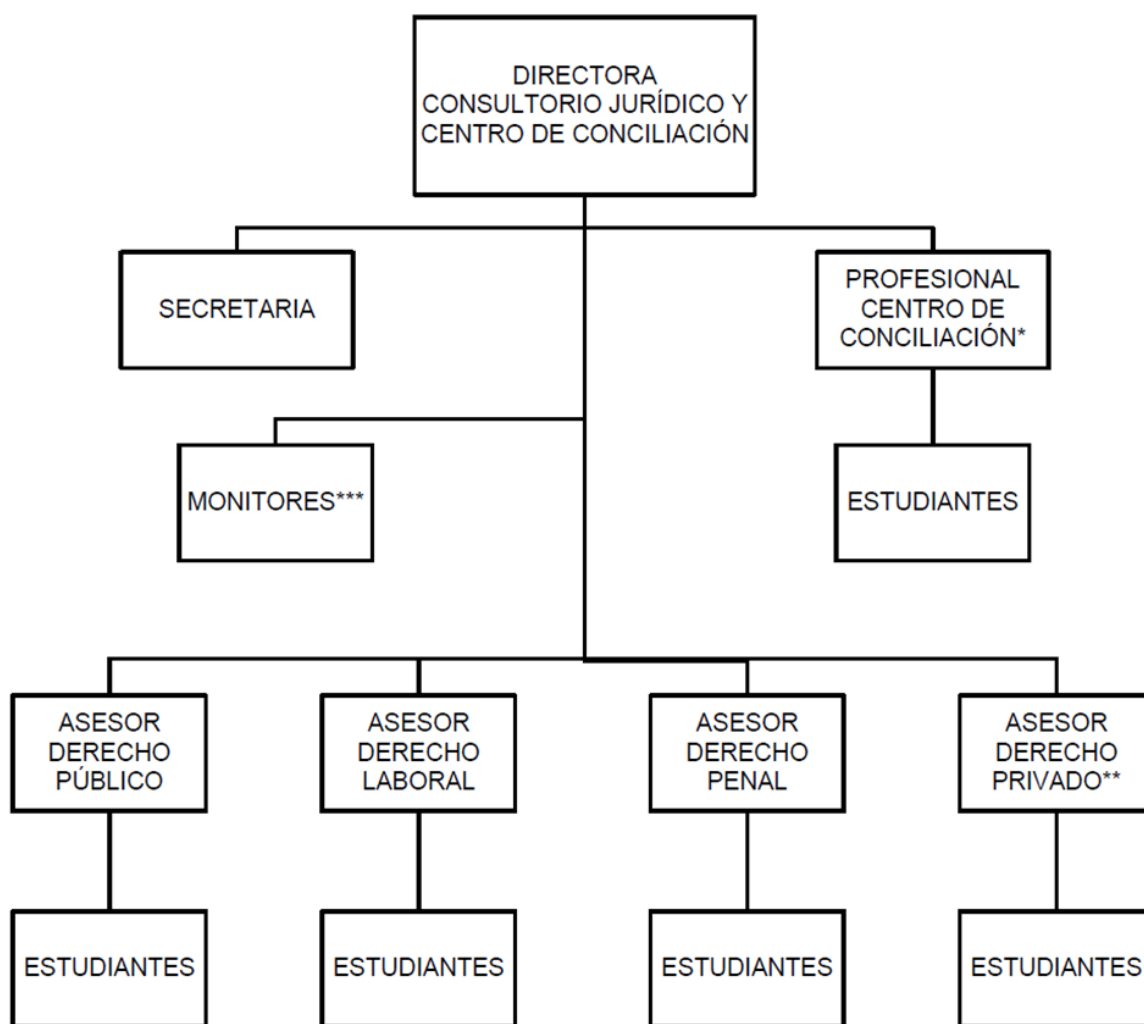 DIRECTORA
CONSULTORIO JURÍDICO Y
CENTRO DE CONCILIACIÓN
SECRETARIA
PROFESIONAL
CENTRO DE
CONCILIACIÓN*
MONITORES***
ESTUDIANTES
ASESOR
DERECHO
PÚBLICO
ASESOR
DERECHO
LABORAL
ASESOR
DERECHO
PENAL
ASESOR
DERECHO
PRIVADO**
ESTUDIANTES
ESTUDIANTES
ESTUDIANTES
ESTUDIANTES